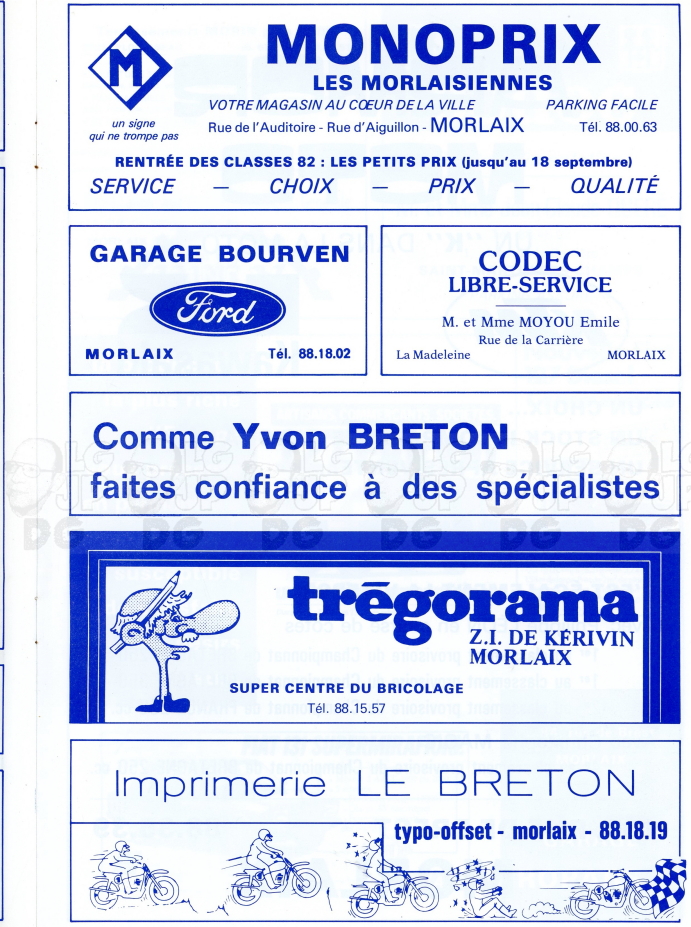 MONOPRIX
M
LES MORLAISIENNES
un signe
qui ne trompe pas
VOTRE MAGASIN AU CŒUR DE LA VILLE PARKING FACILE
Rue de l'Auditoire - Rue d'Aiguillon - MORLAIX Tél. 88.00.63
RENTRÉE DES CLASSES 82 : LES PETITS PRIX (jusqu'au 18 septembre)
SERVICE — CHOIX — PRIX — QUALITÉ
GARAGE BOURVEN
Ford
MORLAIX Tél. 88.18.02
CODEC
LIBRE-SERVICE
M. et Mme MOYOU Emile
Rue de la Carrière
La Madeleine MORLAIX
Comme Yvon BRETON
faites confiance à des spécialistes
LG
JP
DG
trégorama
Z.I. DE KÉRIVIN
MORLAIX
SUPER CENTRE DU BRICOLAGE
Tél. 88.15.57
Imprimerie LE BRETON
typo-offset - morlaix - 88.18.19